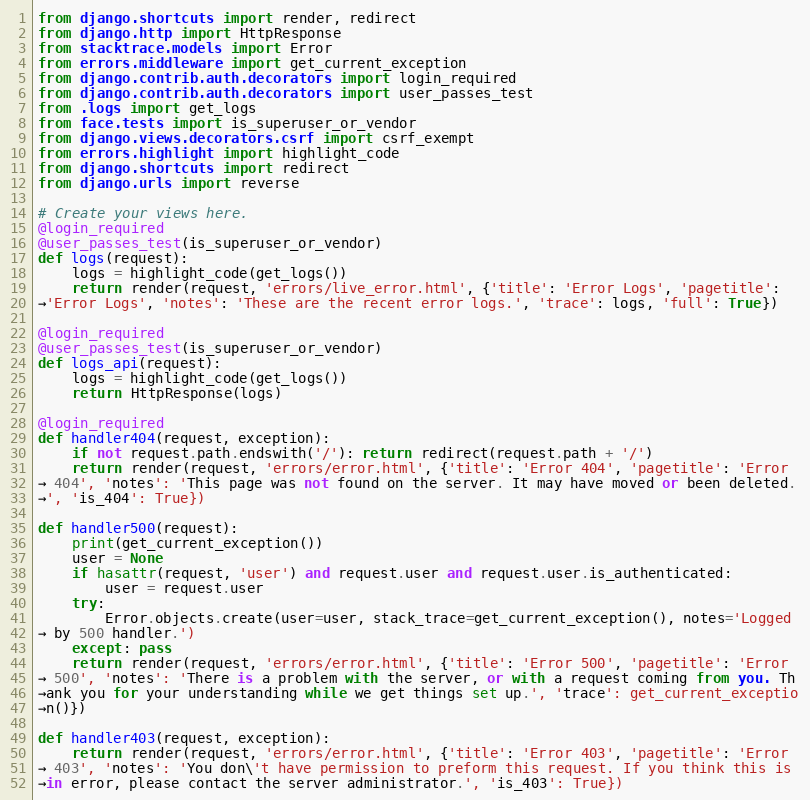 1 from django.shortcuts import render, redirect
2 from django.http import HttpResponse
3 from stacktrace.models import Error
4 from errors.middleware import get_current_exception
5 from django.contrib.auth.decorators import login_required
6 from django.contrib.auth.decorators import user_passes_test
7 from .logs import get_logs
8 from face.tests import is_superuser_or_vendor
9 from django.views.decorators.csrf import csrf_exempt
10 from errors.highlight import highlight_code
11 from django.shortcuts import redirect
12 from django.urls import reverse
13
14 # Create your views here.
15 @login_required
16 @user_passes_test(is_superuser_or_vendor)
17 def logs(request):
18     logs = highlight_code(get_logs())
19     return render(request, 'errors/live_error.html', {'title': 'Error Logs', 'pagetitle':
20 →'Error Logs', 'notes': 'These are the recent error logs.', 'trace': logs, 'full': True})
21
22 @login_required
23 @user_passes_test(is_superuser_or_vendor)
24 def logs_api(request):
25     logs = highlight_code(get_logs())
26     return HttpResponse(logs)
27
28 @login_required
29 def handler404(request, exception):
30     if not request.path.endswith('/'): return redirect(request.path + '/')
31     return render(request, 'errors/error.html', {'title': 'Error 404', 'pagetitle': 'Error
32 → 404', 'notes': 'This page was not found on the server. It may have moved or been deleted.
33 →', 'is_404': True})
34
35 def handler500(request):
36     print(get_current_exception())
37     user = None
38     if hasattr(request, 'user') and request.user and request.user.is_authenticated:
39         user = request.user
40     try:
41         Error.objects.create(user=user, stack_trace=get_current_exception(), notes='Logged
42 → by 500 handler.')
43     except: pass
44     return render(request, 'errors/error.html', {'title': 'Error 500', 'pagetitle': 'Error
45 → 500', 'notes': 'There is a problem with the server, or with a request coming from you. Th
46 →ank you for your understanding while we get things set up.', 'trace': get_current_exceptio
47 →n()})
48
49 def handler403(request, exception):
50     return render(request, 'errors/error.html', {'title': 'Error 403', 'pagetitle': 'Error
51 → 403', 'notes': 'You don\'t have permission to preform this request. If you think this is
52 →in error, please contact the server administrator.', 'is_403': True})